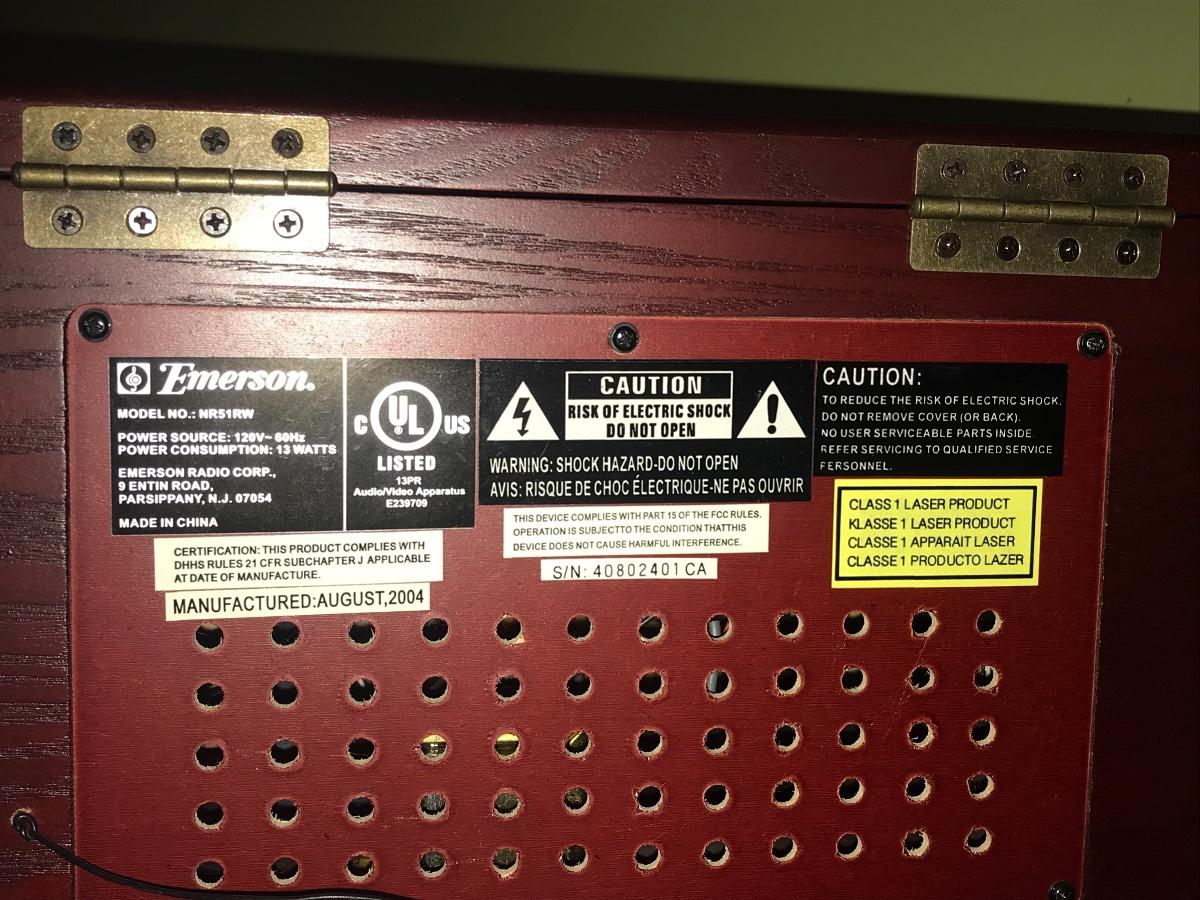 Emerson.
MODEL NO.: NR51RW
POWER SOURCE: 120V~ 60Hz
POWER CONSUMPTION: 13 WATTS
EMERSON RADIO CORP.,
9 ENTIN ROAD,
PARSIPPANY, N.J. 07054
MADE IN CHINA
C UL US
LISTED
13PR
Audio/Video Apparatus
E239709
CAUTION
RISK OF ELECTRIC SHOCK
DO NOT OPEN
WARNING: SHOCK HAZARD-DO NOT OPEN
AVIS: RISQUE DE CHOC ÉLECTRIQUE-NE PAS OUVRIR
CAUTION:
TO REDUCE THE RISK OF ELECTRIC SHOCK.
DO NOT REMOVE COVER (OR BACK).
NO USER SERVICEABLE PARTS INSIDE.
REFER SERVICING TO QUALIFIED SERVICE
FERSONNEL.
CERTIFICATION: THIS PRODUCT COMPLIES WITH
DHHS RULES 21 CFR SUBCHAPTER J APPLICABLE
AT DATE OF MANUFACTURE.
MANUFACTURED:AUGUST,2004
THIS DEVICE COMPLIES WITH PART 15 OF THE FCC RULES.
OPERATION IS SUBJECTTO THE CONDITION THATTHIS
DEVICE DOES NOT CAUSE HARMFUL INTERFERENCE.
S/N: 40802401 CA
CLASS 1 LASER PRODUCT
KLASSE 1 LASER PRODUCT
CLASSE 1 APPARAIT LASER
CLASSE 1 PRODUCTO LAZER